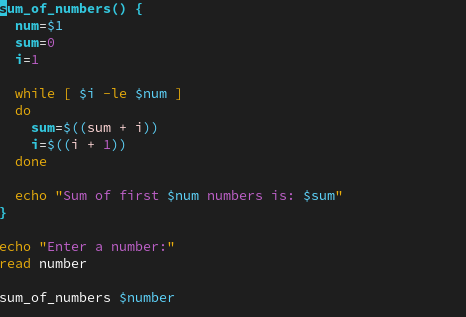 sum_of_numbers() {
  num=$1
  sum=0
  i=1

  while [ $i -le $num ]
  do
    sum=$((sum + i))
    i=$((i + 1))
  done

  echo "Sum of first $num numbers is: $sum"
}

echo "Enter a number:"
read number

sum_of_numbers $number